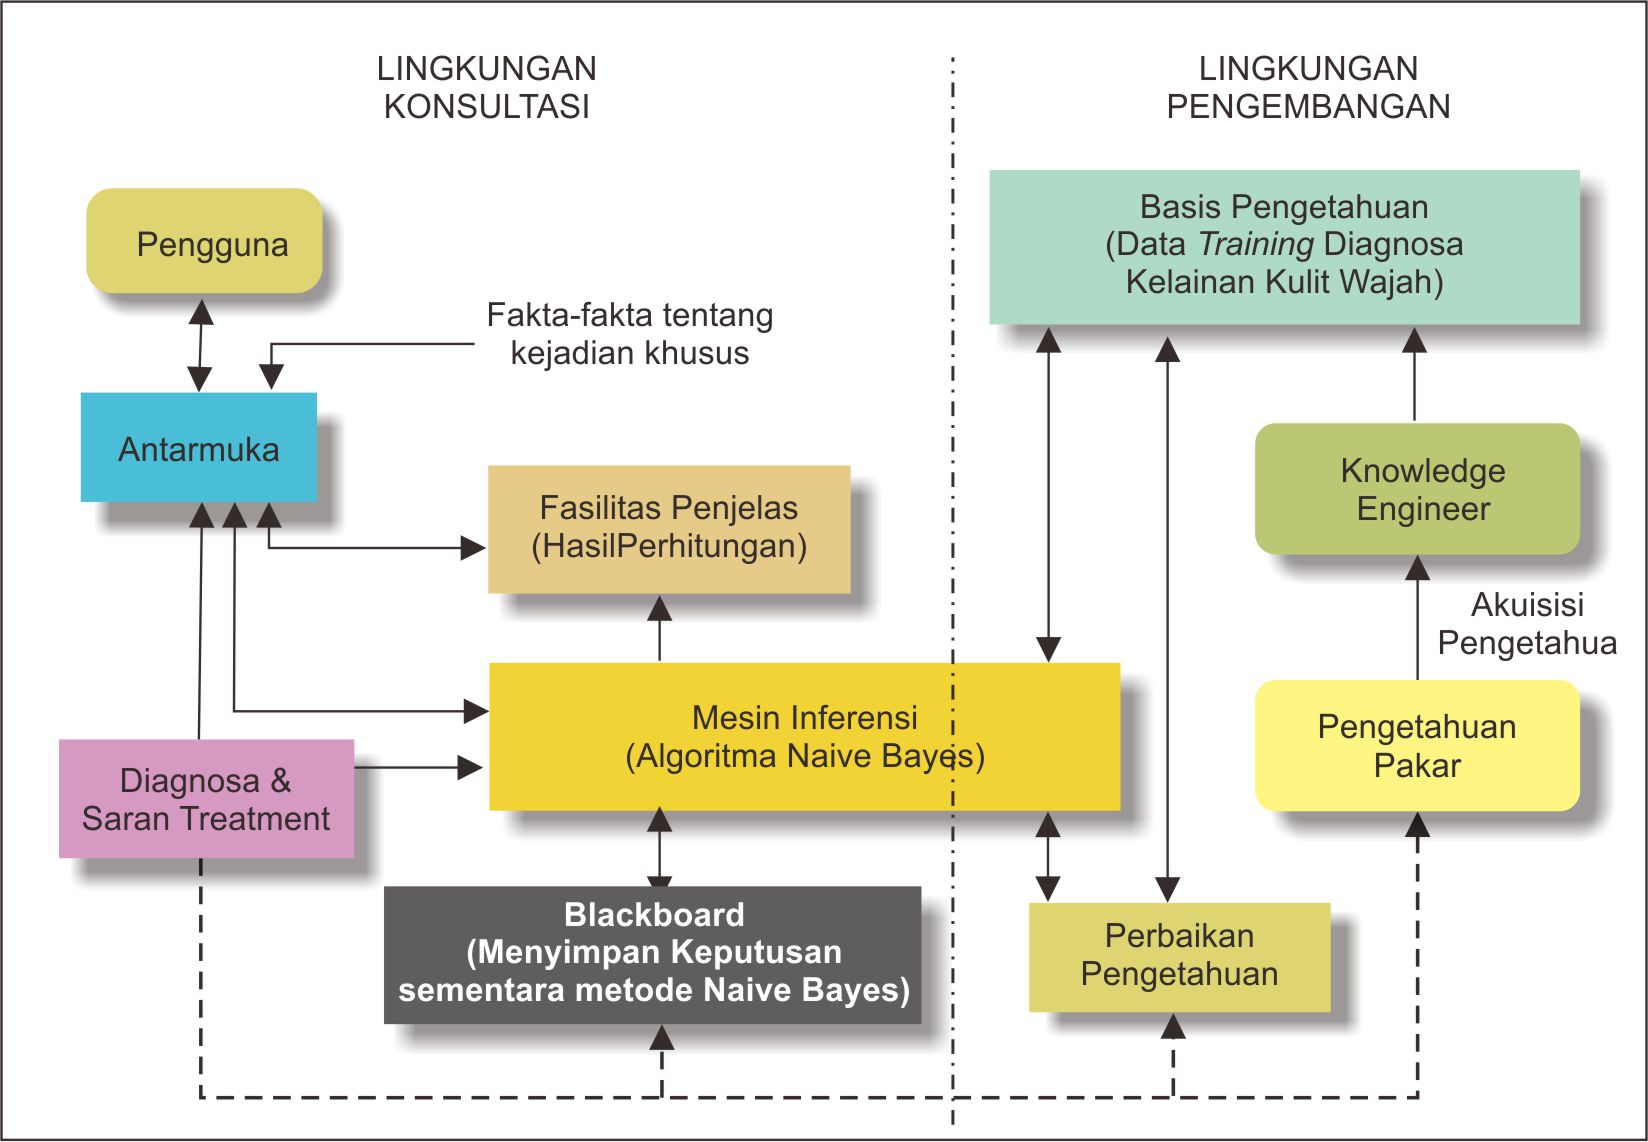 LINGKUNGAN
KONSULTASI
LINGKUNGAN
PENGEMBANGAN
Pengguna
Fakta-fakta tentang
kejadian khusus
Antarmuka
Fasilitas Penjelas
(HasilPerhitungan)
Mesin Inferensi
(Algoritma Naive Bayes)
Diagnosa &
Saran Treatment
Blackboard
(Menyimpan Keputusan
sementara metode Naive Bayes)
Basis Pengetahuan
(Data Training Diagnosa
Kelainan Kulit Wajah)
Knowledge
Engineer
Akuisisi
Pengetahua
Pengetahuan
Pakar
Perbaikan
Pengetahuan